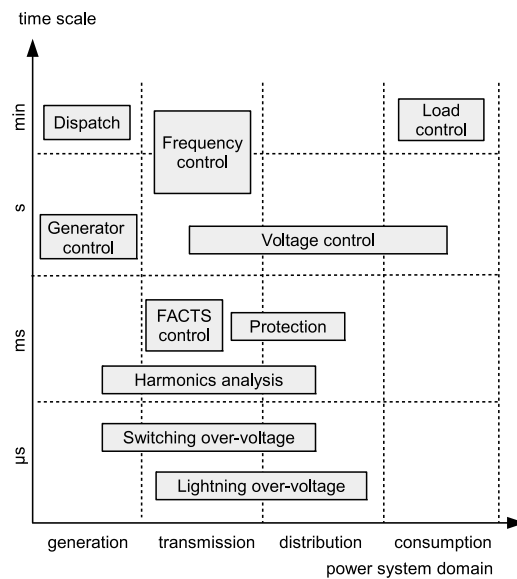 time scale
min
Dispatch
Frequency
control
Load
control
s
Generator
control
Voltage control
ms
FACTS
control
Protection
Harmonics analysis
µs
Switching over-voltage
Lightning over-voltage
generation
transmission
distribution
consumption
power system domain